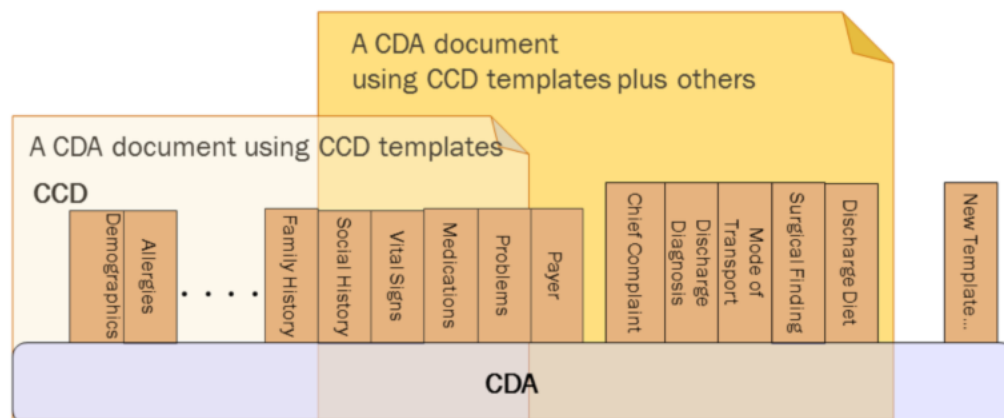 A CDA document
using CCD templates plus others
A CDA document using CCD templates
CCD
Demographics
Allergies
. . . . .
Family History
Social History
Vital Signs
Medications
Problems
Payer
Chief Complaint
Discharge
Diagnosis
Mode of
Transport
Surgical Finding
Discharge Diet
New Template...
CDA